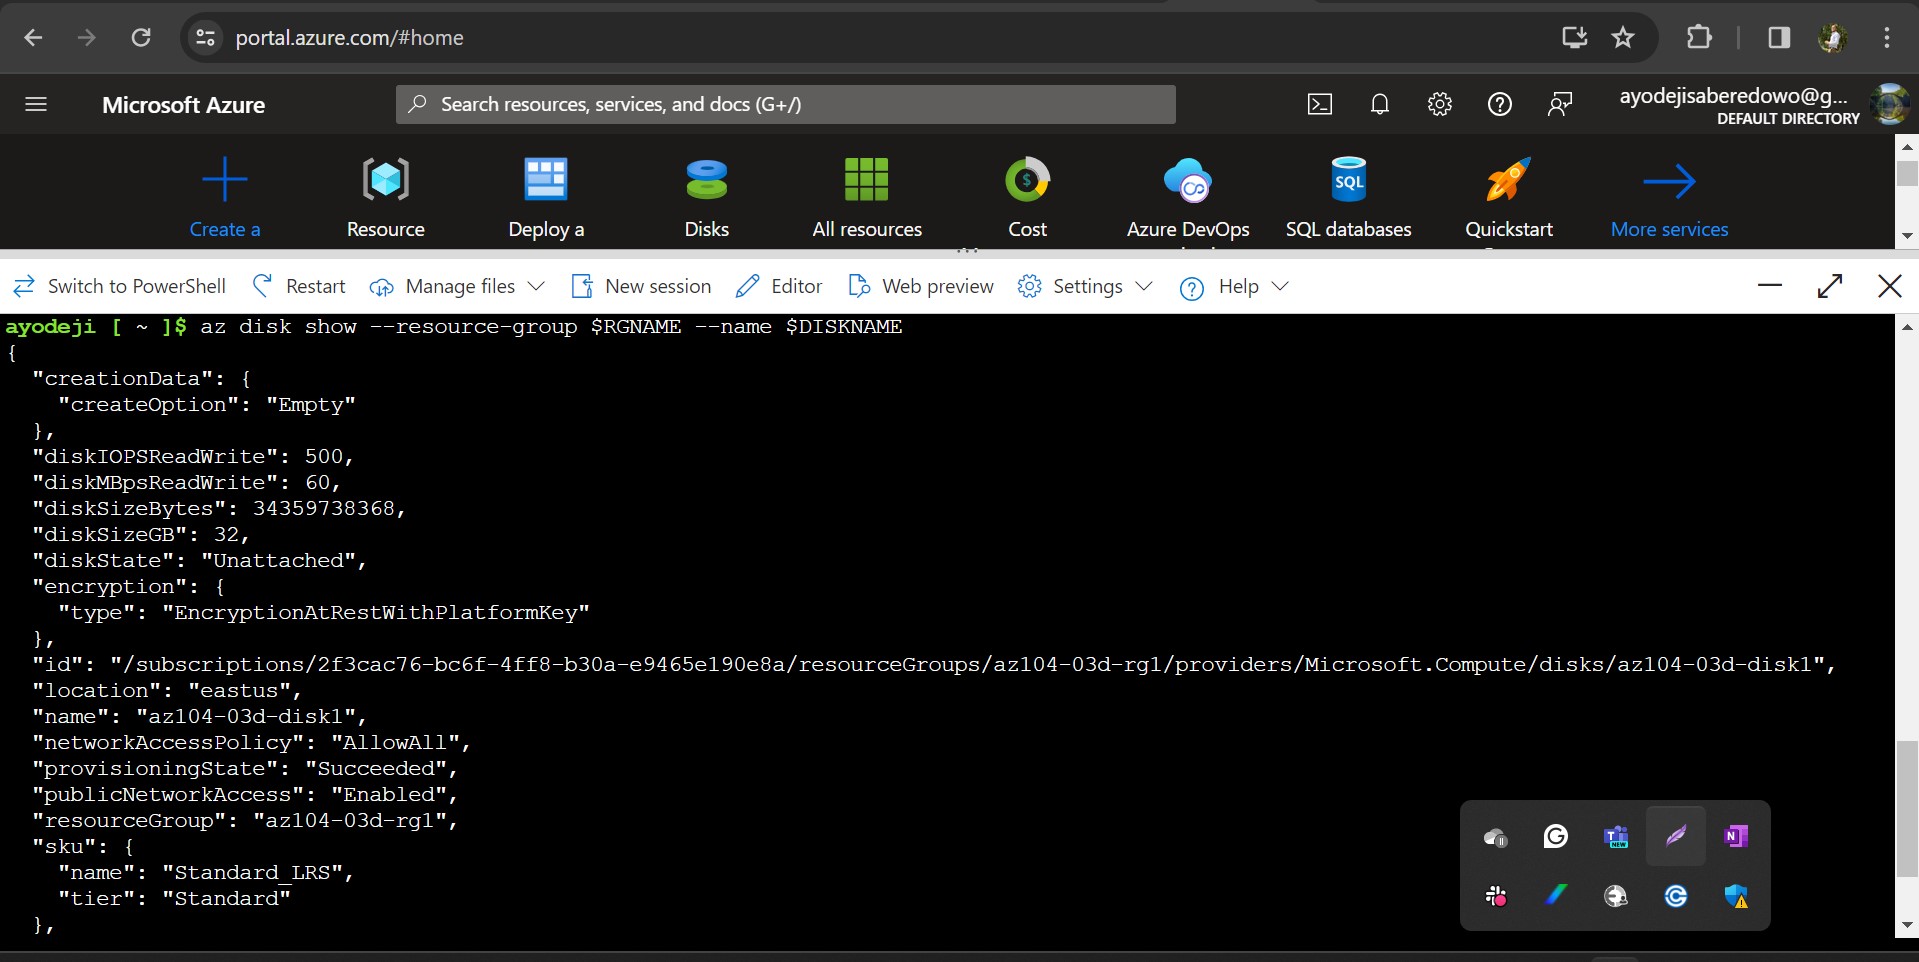 portal.azure.com/#home
Microsoft Azure
Search resources, services, and docs (G+/)
ayodejisaberedowo@g...
DEFAULT DIRECTORY
Create a
Resource
Deploy a
Disks
All resources
Cost
Azure DevOps
SQL databases
Quickstart
More services
SQL
Switch to PowerShell
Restart
Manage files
New session
Editor
Web preview
Settings
Help
ayodeji [ ~ ]$ az disk show --resource-group $RGNAME --name $DISKNAME
{
"creationData": {
"createOption": "Empty"
},
"diskIOPSReadWrite": 500,
"diskMBpsReadWrite": 60,
"diskSizeBytes": 34359738368,
"diskSizeGB": 32,
"diskState": "Unattached",
"encryption": {
"type": "EncryptionAtRestWithPlatformKey"
},
"id": "/subscriptions/2f3cac76-bc6f-4ff8-b30a-e9465e190e8a/resourceGroups/az104-03d-rg1/providers/Microsoft.Compute/disks/az104-03d-disk1",
"location": "eastus",
"name": "az104-03d-disk1",
"networkAccessPolicy": "AllowAll",
"provisioningState": "Succeeded",
"publicNetworkAccess": "Enabled",
"resourceGroup": "az104-03d-rg1",
"sku": {
"name": "Standard_LRS",
"tier": "Standard"
},